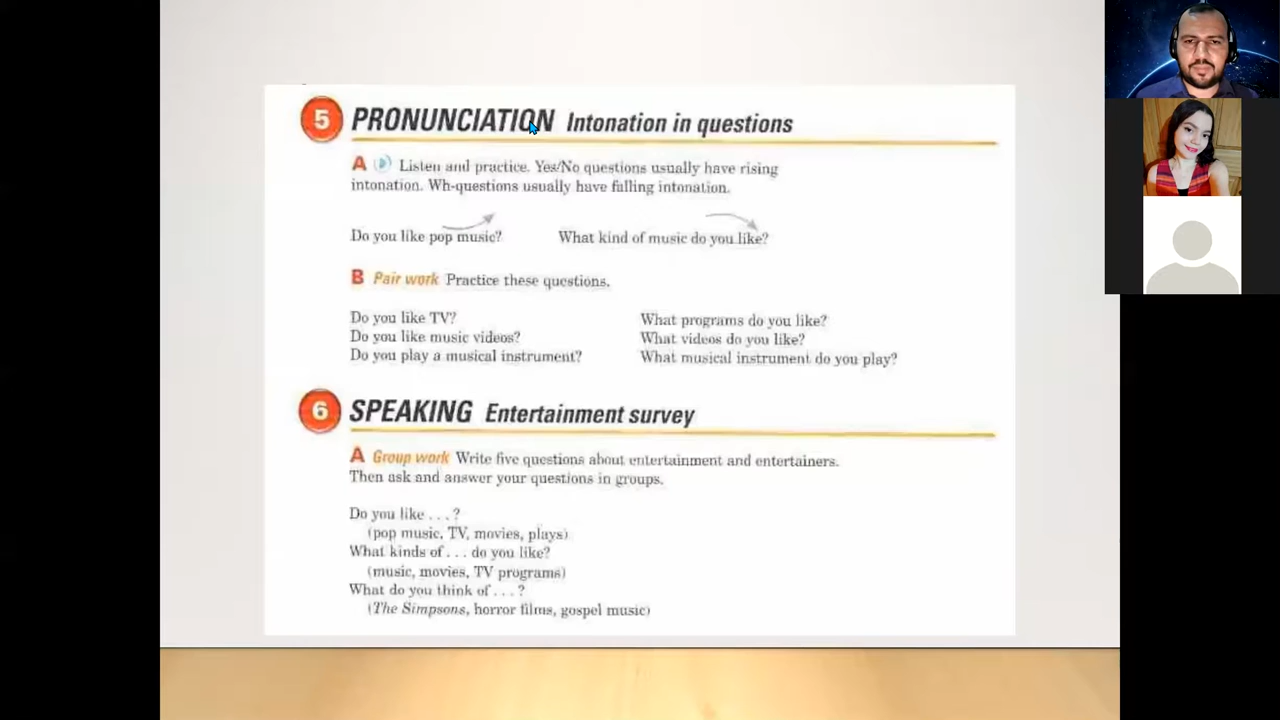 5 PRONUNCIATION Intonation in questions
A Listen and practice. Yes/No questions usually have rising
intonation. Wh-questions usually have falling intonation.
Do you like pop music? What kind of music do you like?
B Pair work Practice these questions.
Do you like TV? What programs do you like?
Do you like music videos? What videos do you like?
Do you play a musical instrument? What musical instrument do you play?
6 SPEAKING Entertainment survey
A Group work Write five questions about entertainment and entertainers.
Then ask and answer your questions in groups.
Do you like . . . ?
(pop music, TV, movies, plays)
What kinds of . . . do you like?
(music, movies, TV programs)
What do you think of . . . ?
(The Simpsons, horror films, gospel music)